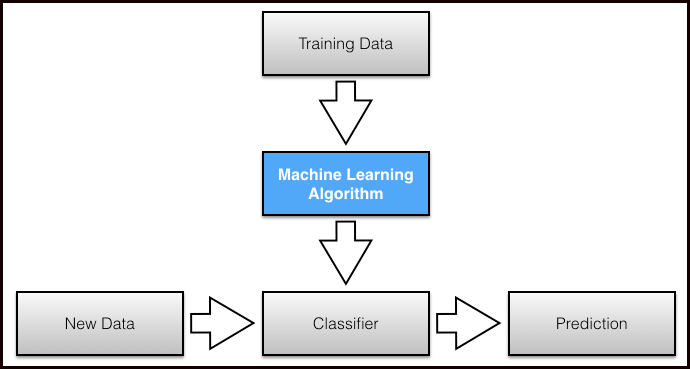 Training Data
Machine Learning
Algorithm
New Data
Classifier
Prediction